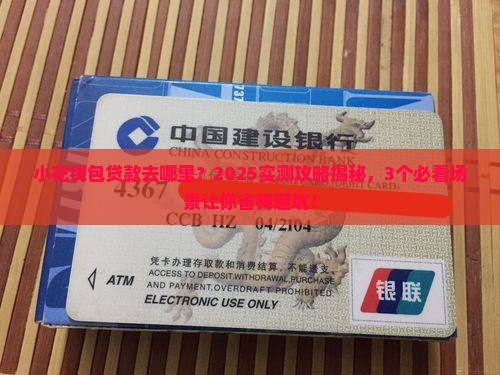 737
中国建设银行
China Construction Bank
小花钱包贷款去哪里？2025实测攻略揭秘，3个必看场
景让你省钱避坑！
4367
CCB HZ 04/2104
凭卡办理存取款和消费结算，不能透支
ACCESS TO DEPOSIT.WITHDRAWAL.PURCHASE
AND PAYMENT.OVERDRAFT PROHIBITED.
ATM
ELECTRONIC USE ONLY
银联